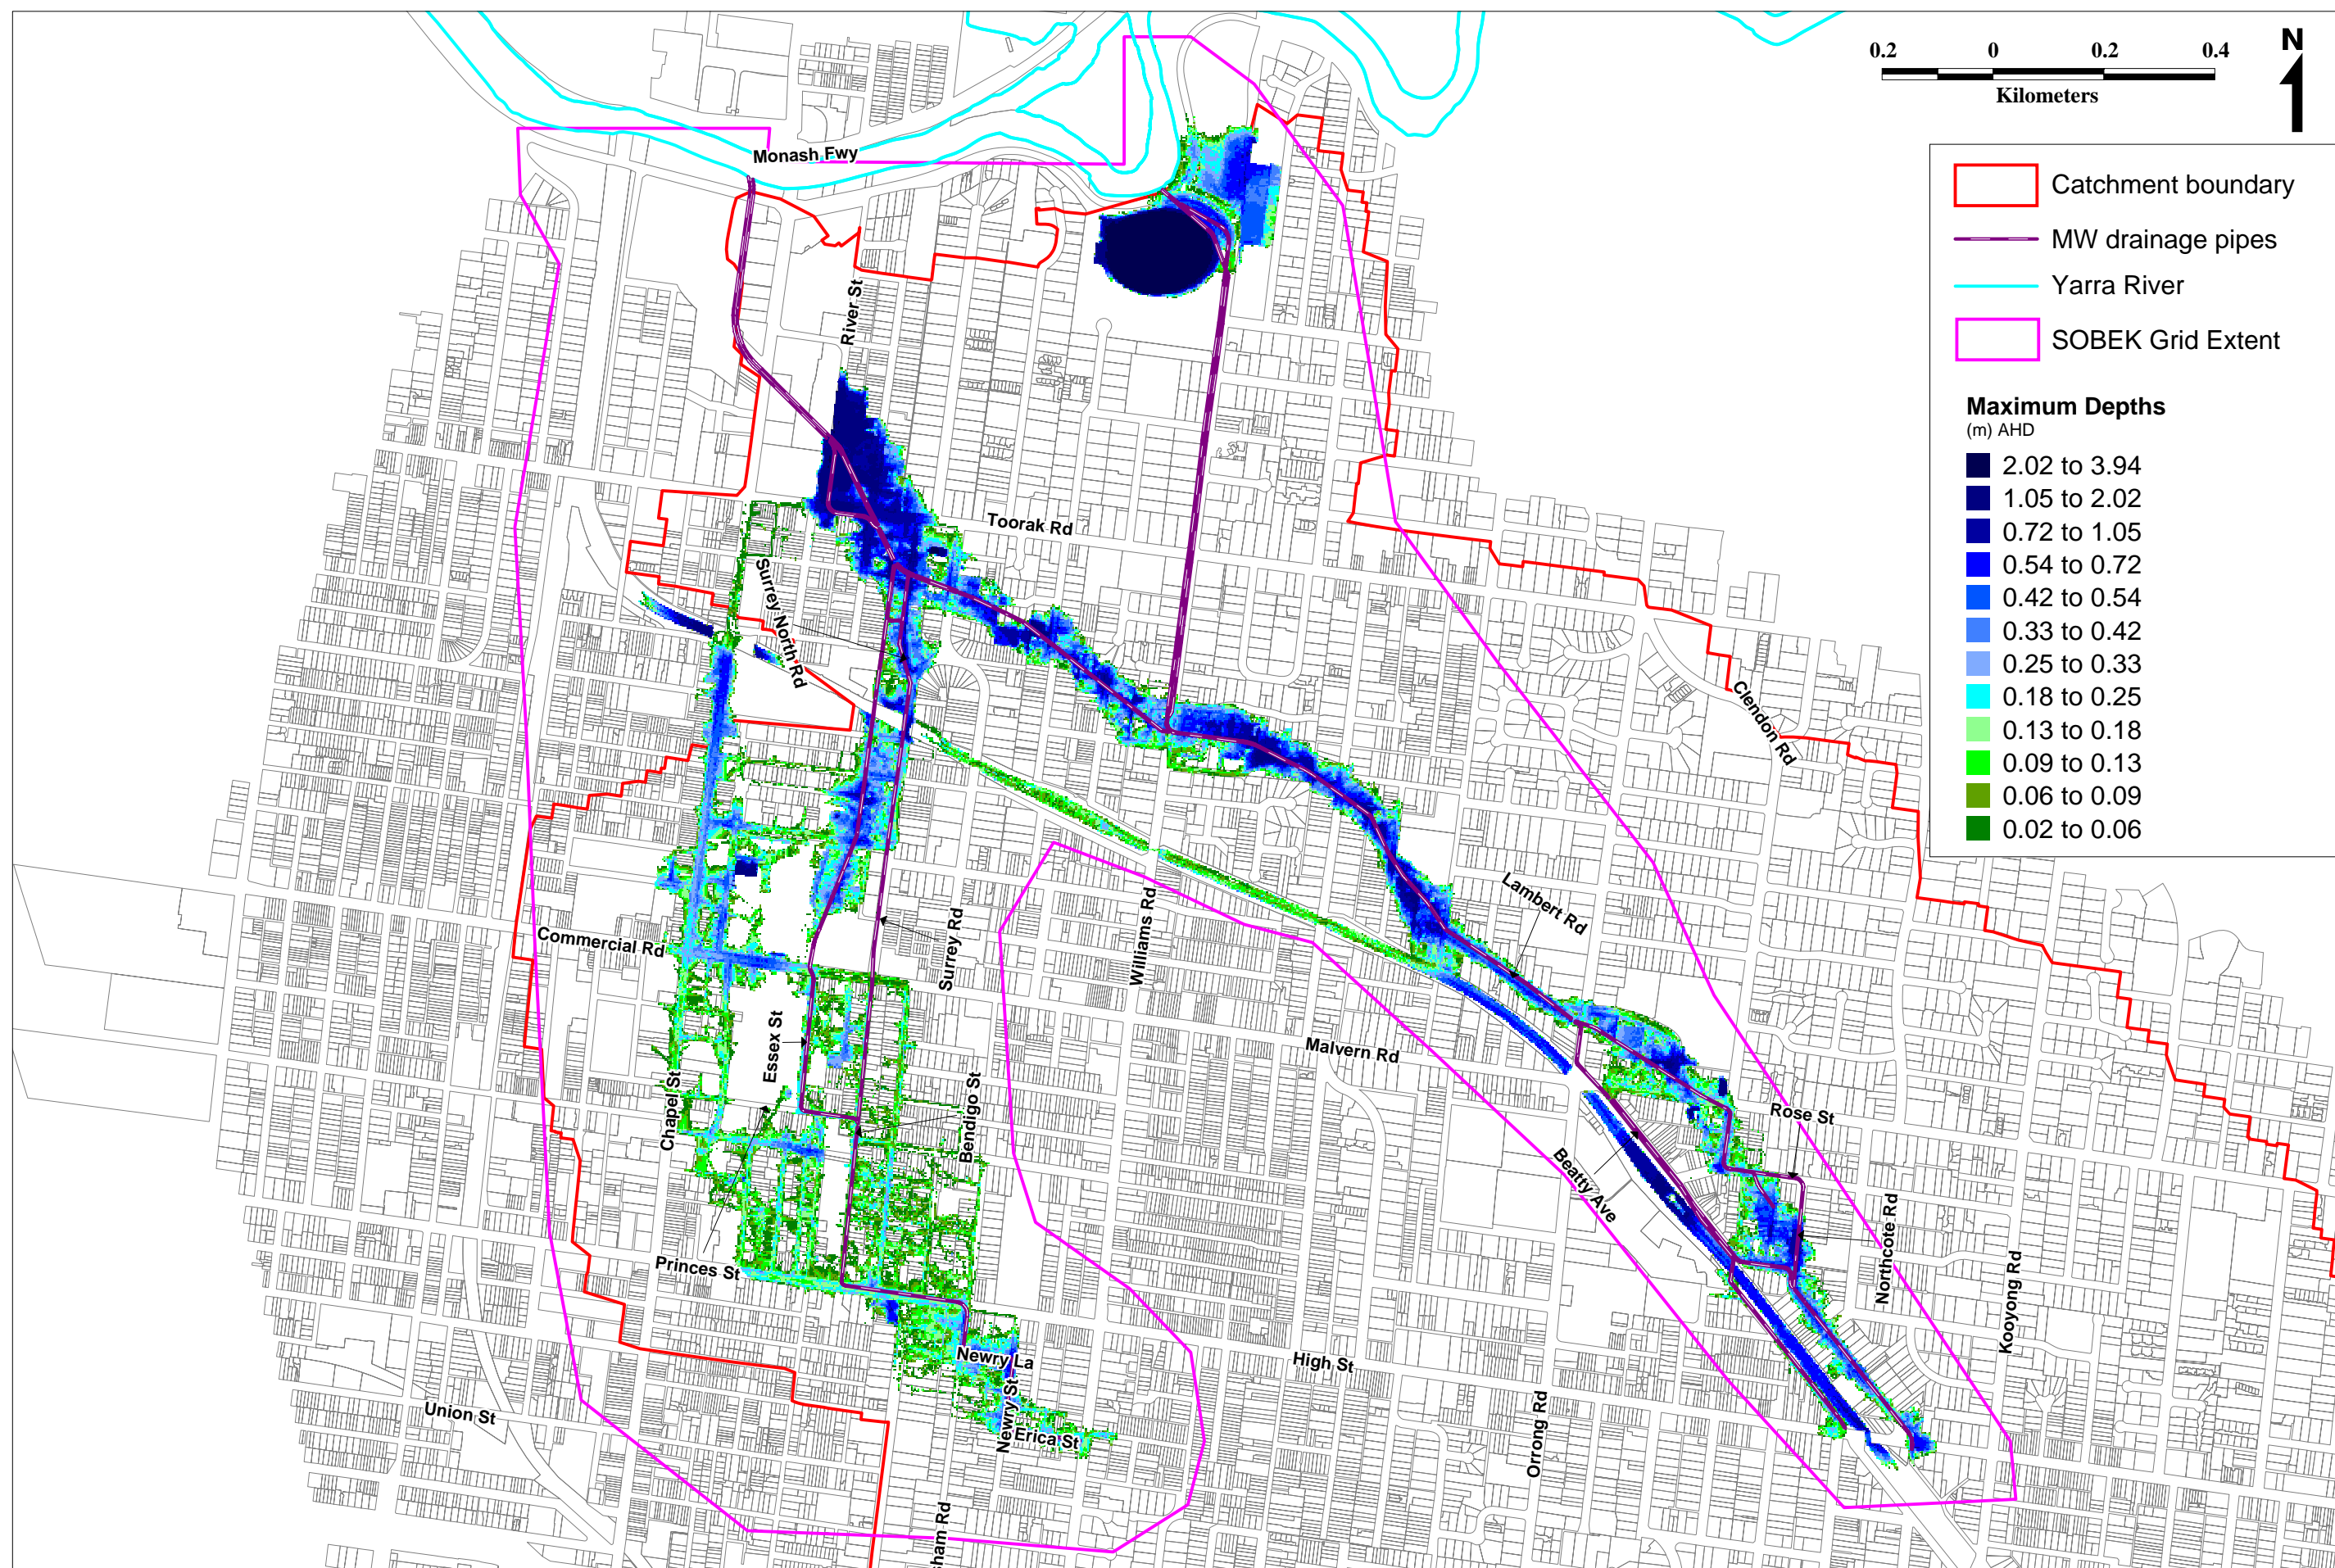 0.2 0 0.2 0.4
Kilometers
N
Catchment boundary
MW drainage pipes
Yarra River
SOBEK Grid Extent
Maximum Depths
(m) AHD
2.02 to 3.94
1.05 to 2.02
0.72 to 1.05
0.54 to 0.72
0.42 to 0.54
0.33 to 0.42
0.25 to 0.33
0.18 to 0.25
0.13 to 0.18
0.09 to 0.13
0.06 to 0.09
0.02 to 0.06
Monash Fwy
River St
Toorak Rd
Surrey North Rd
Clendon Rd
Lambert Rd
Commercial Rd
Surrey Rd
Williams Rd
Essex St
Malvern Rd
Chapel St
Bendigo St
Rose St
Beatty Ave
Northcote Rd
Kooyong Rd
Princes St
Newry La
High St
Newry St
Erica St
Union St
Orrong Rd
ham Rd